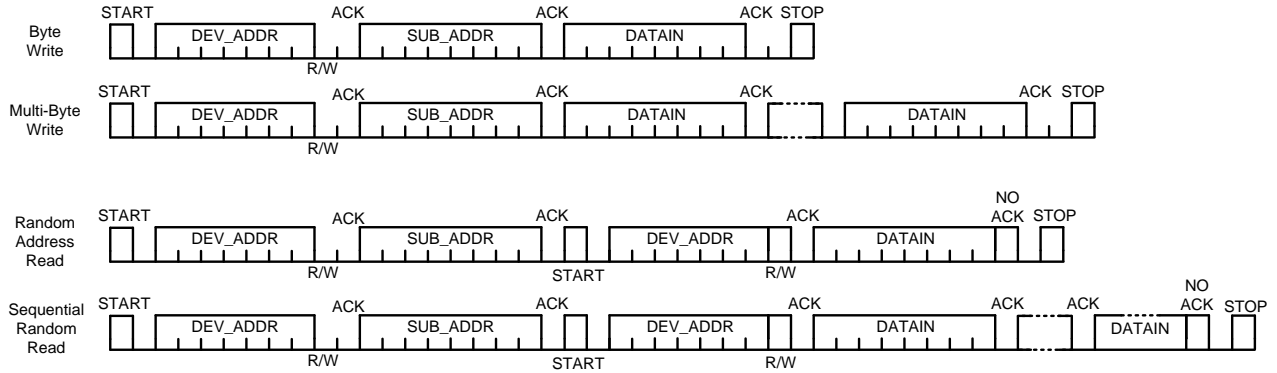 START ACK ACK ACK STOP
Byte
Write
DEV_ADDR SUB_ADDR DATAIN
R/W
START ACK ACK ACK ACK STOP
Multi-Byte
Write
DEV_ADDR SUB_ADDR DATAIN DATAIN
R/W
NO
START ACK ACK ACK ACK STOP
Random
Address
Read
DEV_ADDR SUB_ADDR DEV_ADDR DATAIN
R/W START R/W
NO
START ACK ACK ACK ACK ACK ACK STOP
Sequential
Random
Read
DEV_ADDR SUB_ADDR DEV_ADDR DATAIN DATAIN
R/W START R/W